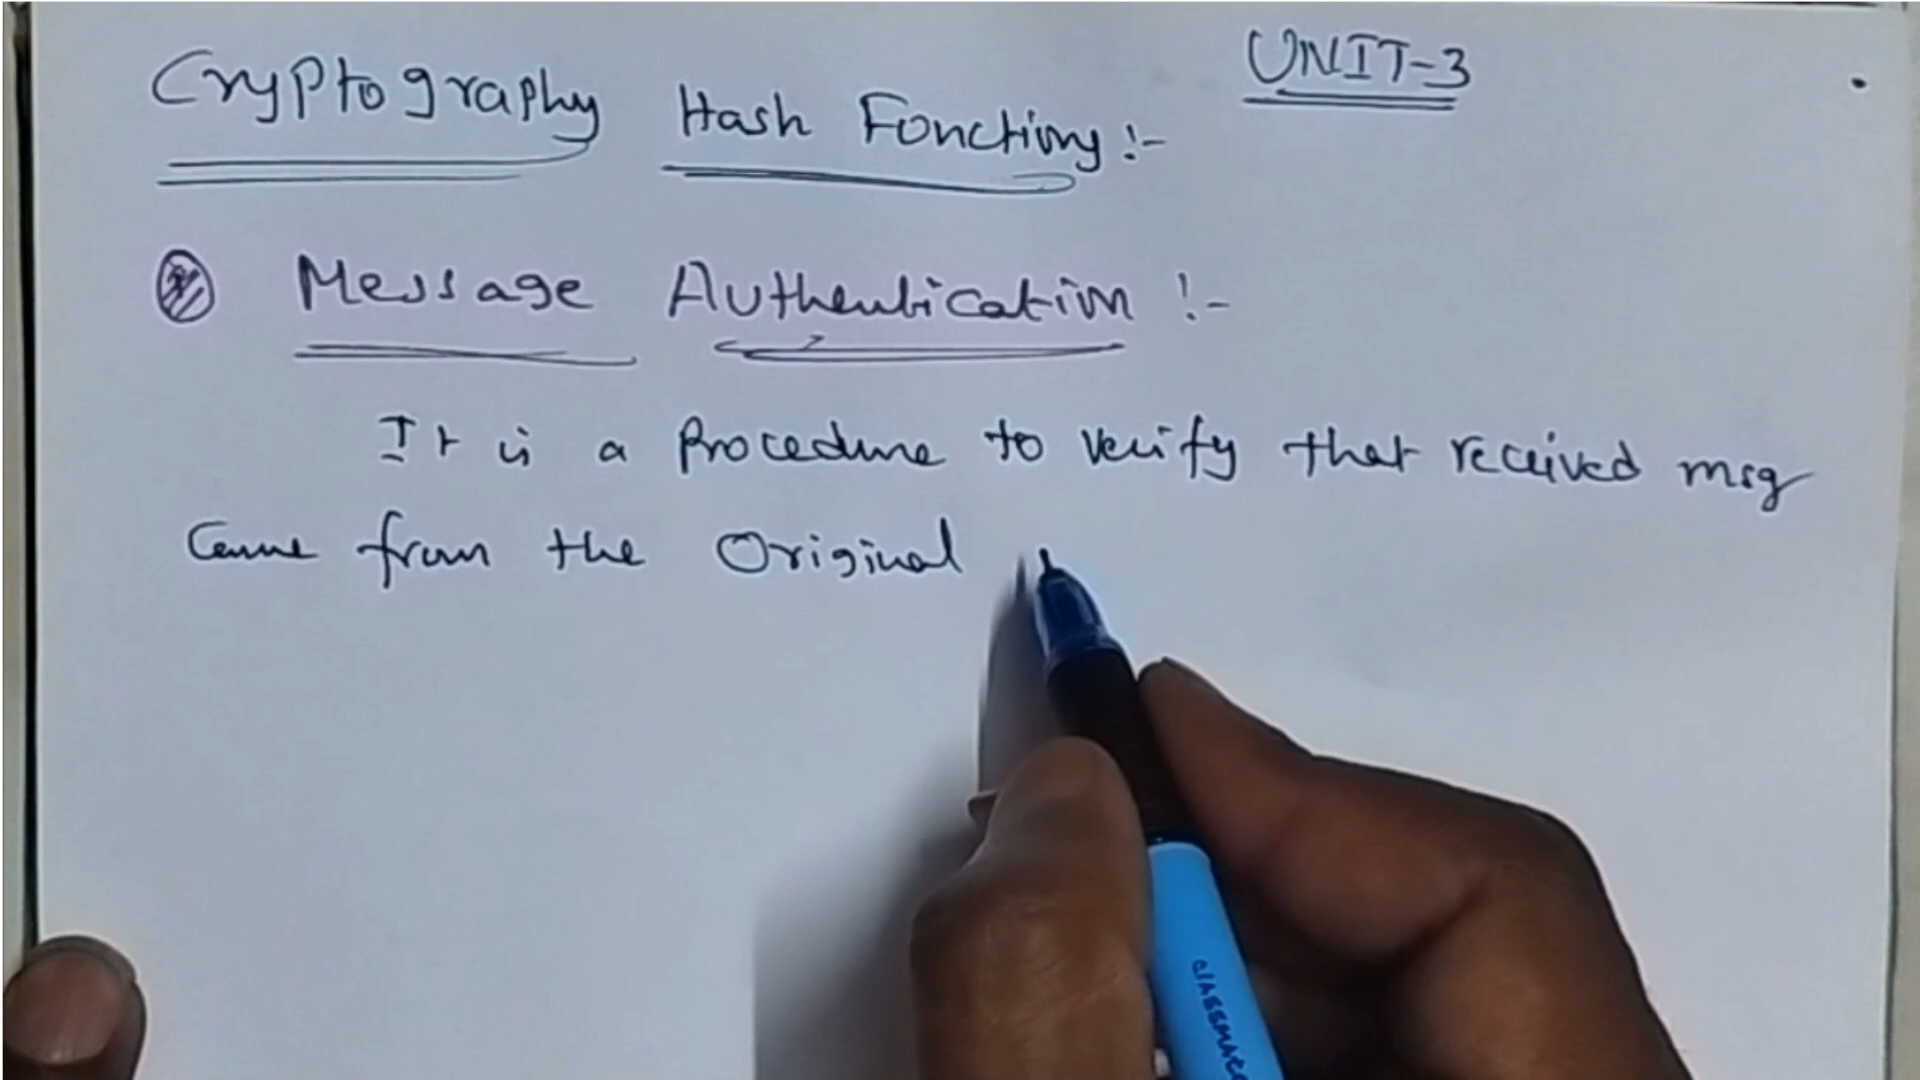 UNIT-3
Cryptography Hash Functions:-
Message Authentication :-
It is a Procedure to verify that received msg
Came from the Original
classmate